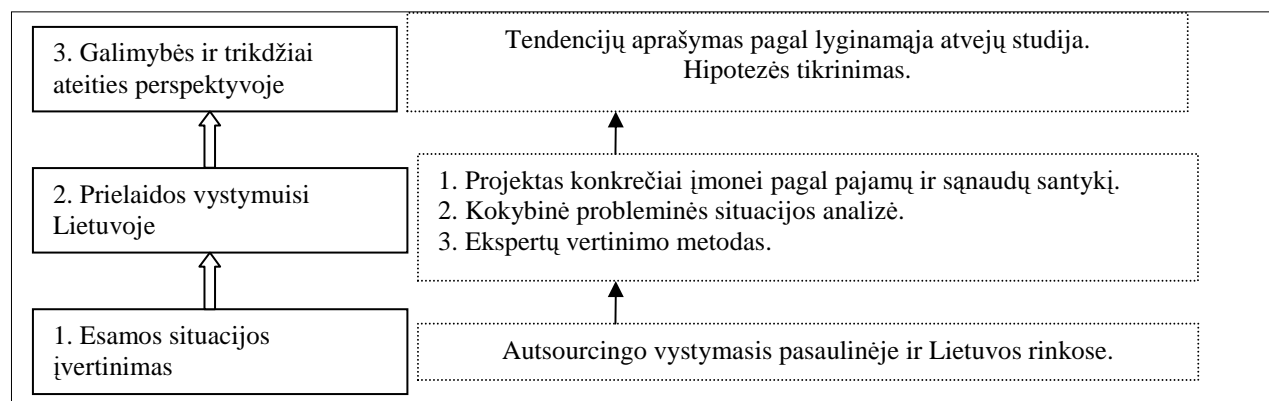 3. Galimybės ir trikdžiai
ateities perspektyvoje
Tendencijų aprašymas pagal lyginamąja atvejų studija.
Hipotezės tikrinimas.
2. Prielaidos vystymuisi
Lietuvoje
1. Projektas konkrečiai įmonei pagal pajamų ir sąnaudų santykį.
2. Kokybinė probleminės situacijos analizė.
3. Ekspertų vertinimo metodas.
1. Esamos situacijos
įvertinimas
Autsourcingo vystymasis pasaulinėje ir Lietuvos rinkose.